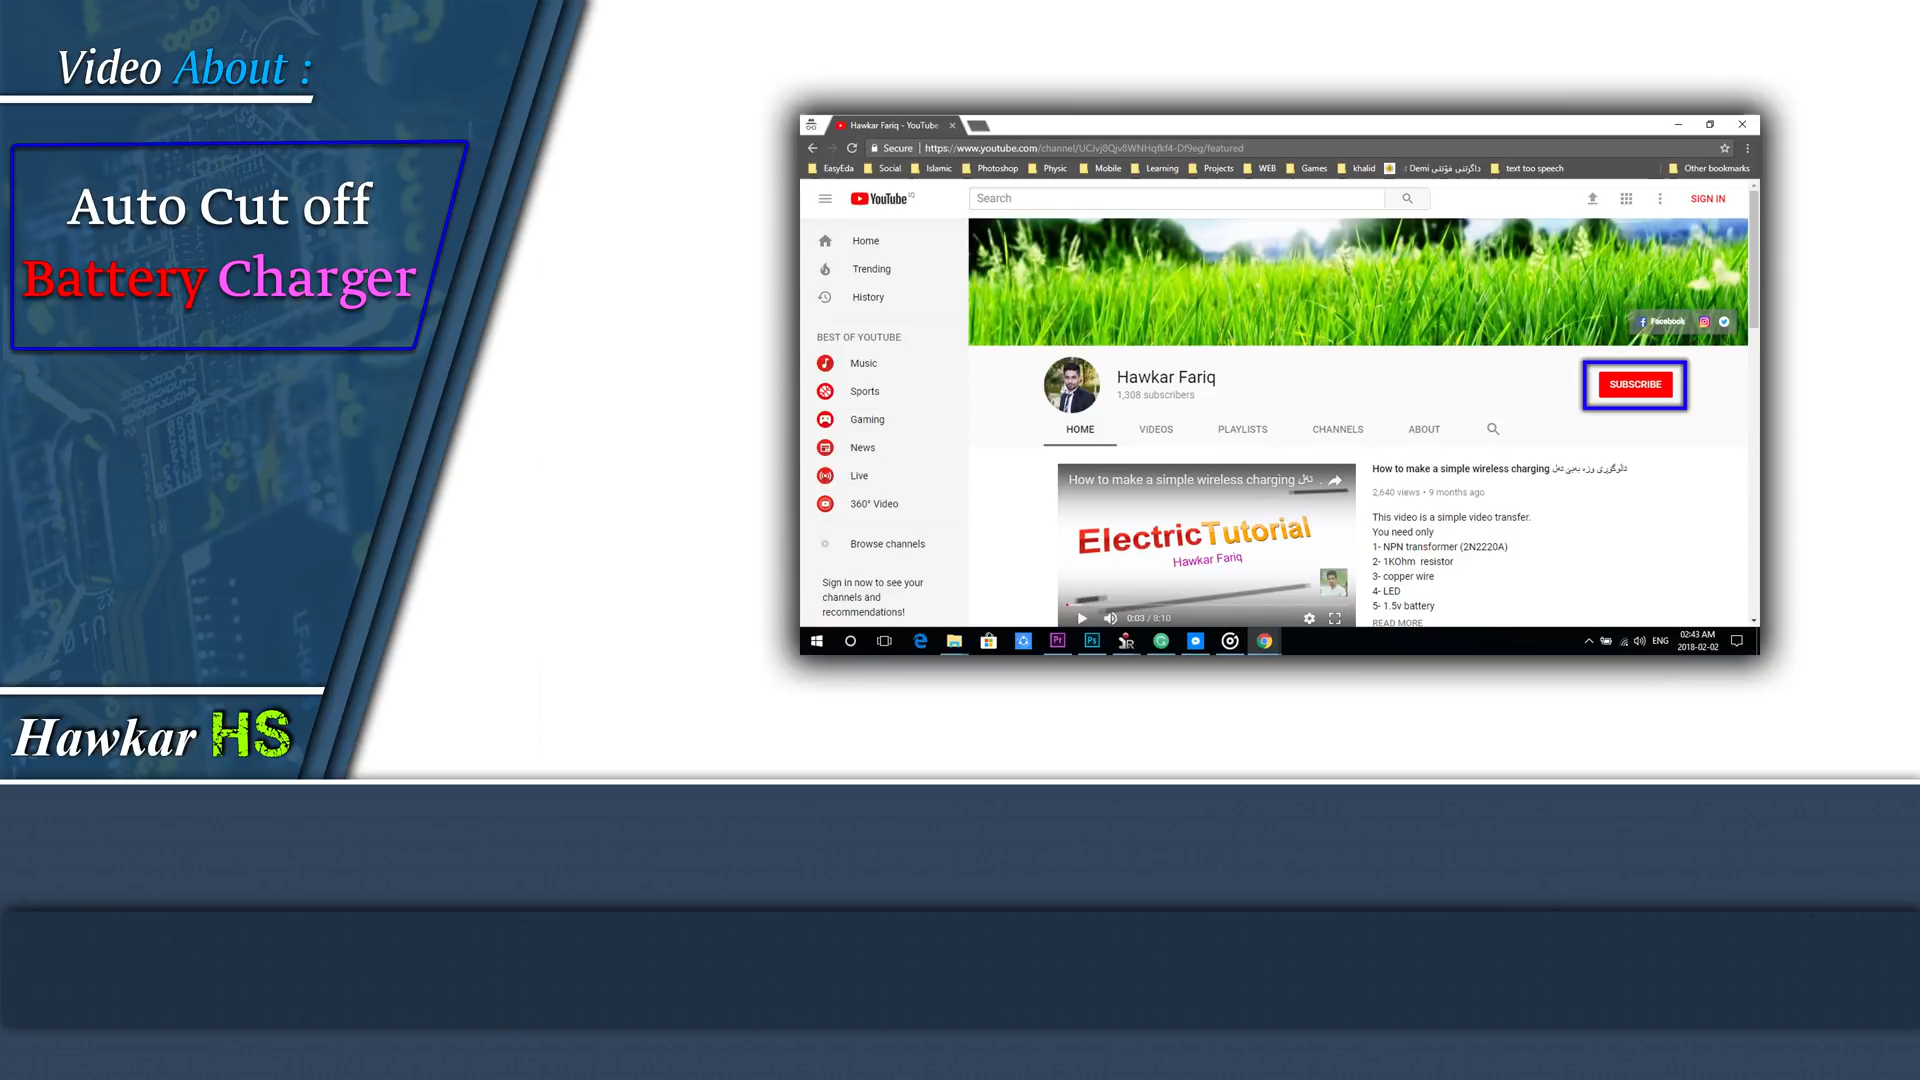 Video About :
Auto Cut off
Battery Charger
Hawkar HS
Hawkar Fariq - YouTube
Secure https://www.youtube.com/channel/UCJvj8Qjv8WNHqfkf4-Df9eg/featured
EasyEda Social Islamic Photoshop Physic Mobile Learning Projects WEB Games khalid Demi داگرتنی فۆنتی text too speech Other bookmarks
YouTube IQ
Search
SIGN IN
Home
Trending
History
BEST OF YOUTUBE
Music
Sports
Gaming
News
Live
360° Video
Browse channels
Sign in now to see your
channels and
recommendations!
Facebook
Hawkar Fariq
1,308 subscribers
SUBSCRIBE
HOME VIDEOS PLAYLISTS CHANNELS ABOUT
How to make a simple wireless charging
ElectricTutorial
Hawkar Fariq
0:03 / 8:10
How to make a simple wireless charging
2,640 views • 9 months ago
This video is a simple video transfer.
You need only
1- NPN transformer (2N2220A)
2- 1KOhm resistor
3- copper wire
4- LED
5- 1.5v battery
READ MORE
Pr Ps
ENG
02:43 AM
2018-02-02